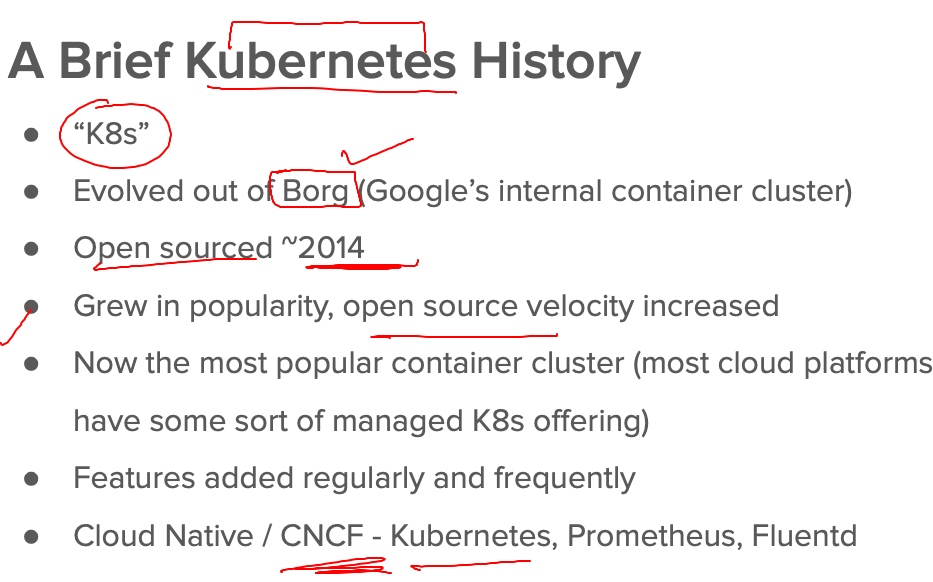 A Brief Kubernetes History
● “K8s”
● Evolved out of Borg (Google’s internal container cluster)
● Open sourced ~2014
● Grew in popularity, open source velocity increased
● Now the most popular container cluster (most cloud platforms
have some sort of managed K8s offering)
● Features added regularly and frequently
● Cloud Native / CNCF - Kubernetes, Prometheus, Fluentd